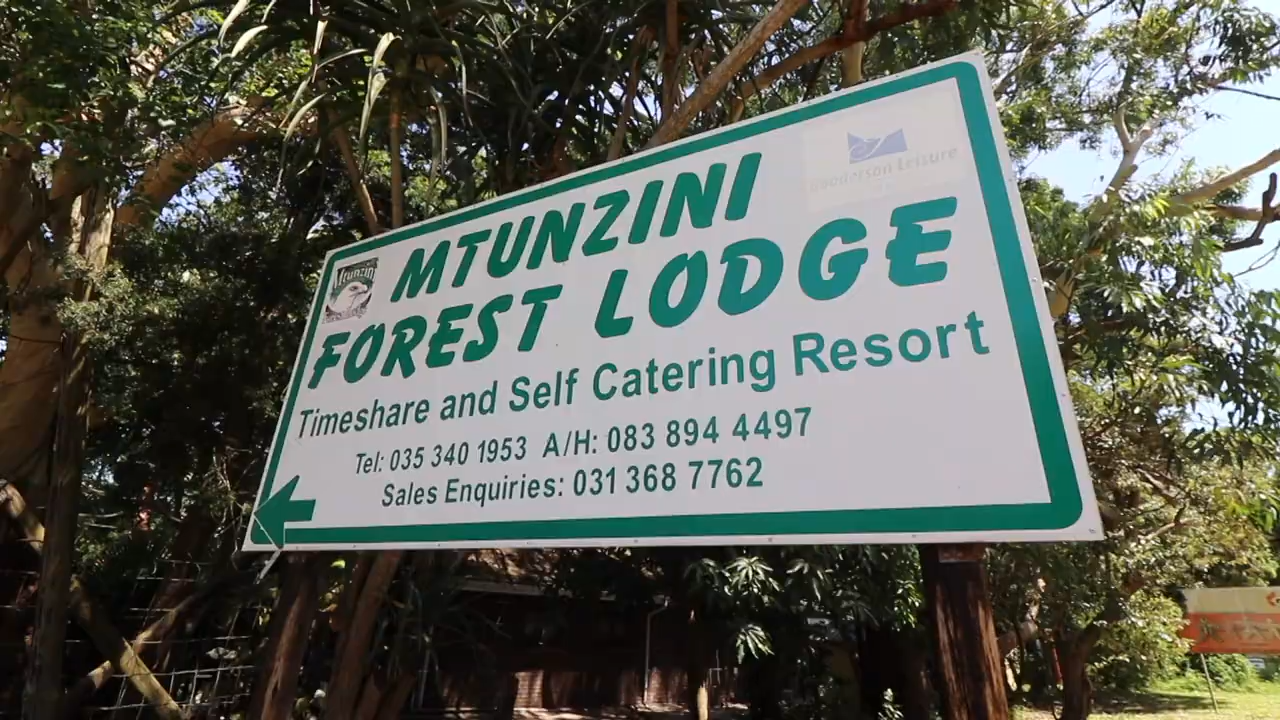 Gooderson Leisure
Mtunzini
MTUNZINI
FOREST LODGE
Timeshare and Self Catering Resort
Tel: 035 340 1953 A/H: 083 894 4497
Sales Enquiries: 031 368 7762